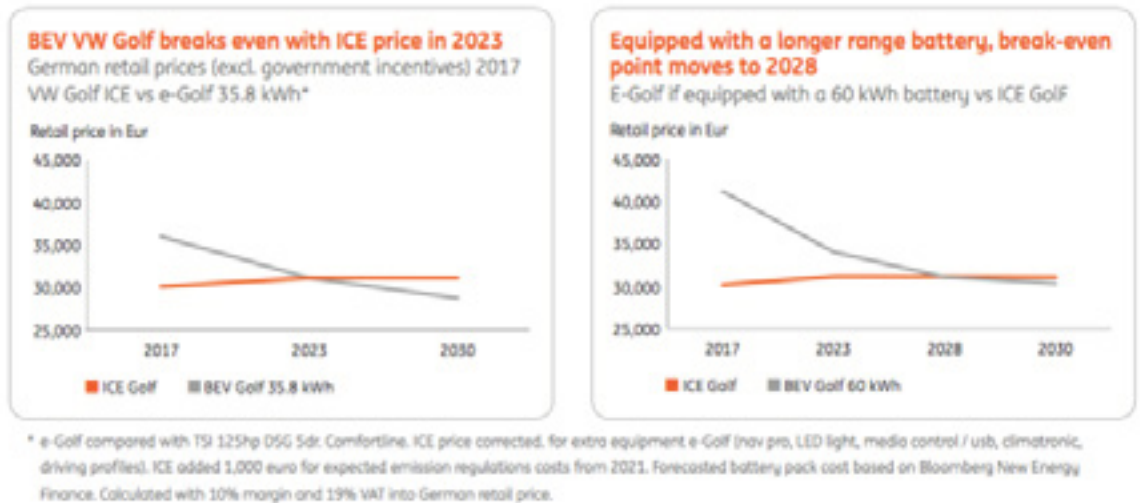 BEV VW Golf breaks even with ICE price in 2023
German retail prices (excl. government incentives) 2017
VW Golf ICE vs e-Golf 35.8 kWh*
Retail price in Eur
45,000
40,000
35,000
30,000
25,000
2017 2023 2030
ICE Golf BEV Golf 35.8 kWh
Equipped with a longer range battery, break-even
point moves to 2028
E-Golf if equipped with a 60 kWh battery vs ICE Golf
Retail price in Eur
45,000
40,000
35,000
30,000
25,000
2017 2023 2028 2030
ICE Golf BEV Golf 60 kWh
* e-Golf compared with TSI 125hp DSG 5dr. Comfortline. ICE price corrected, for extra equipment e-Golf (nav pro, LED light, media control / usb, climatronic,
driving profiles). ICE added 1,000 euro for expected emission regulations costs from 2021. Forecasted battery pack cost based on Bloomberg New Energy
Finance. Calculated with 10% margin and 19% VAT into German retail price.